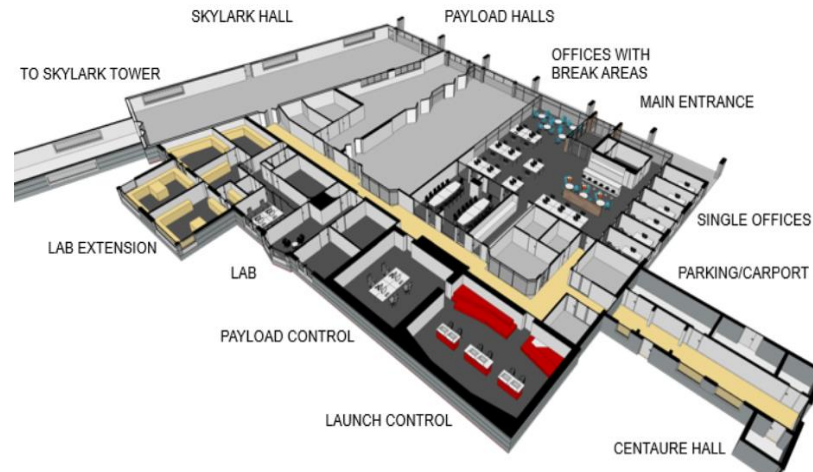 SKYLARK HALL
PAYLOAD HALLS
TO SKYLARK TOWER
OFFICES WITH
BREAK AREAS
MAIN ENTRANCE
SINGLE OFFICES
LAB EXTENSION
LAB
PARKING/CARPORT
PAYLOAD CONTROL
LAUNCH CONTROL
CENTAURE HALL